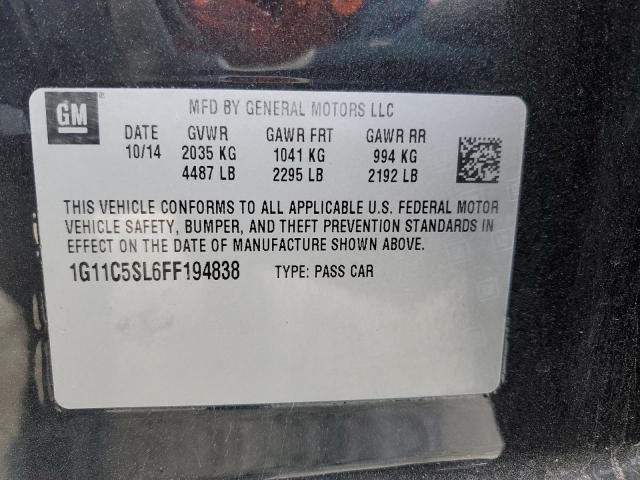 GM ®
MFD BY GENERAL MOTORS LLC
DATE GVWR GAWR FRT GAWR RR
10/14 2035 KG 1041 KG 994 KG
4487 LB 2295 LB 2192 LB
THIS VEHICLE CONFORMS TO ALL APPLICABLE U.S. FEDERAL MOTOR
VEHICLE SAFETY, BUMPER, AND THEFT PREVENTION STANDARDS IN
EFFECT ON THE DATE OF MANUFACTURE SHOWN ABOVE.
1G11C5SL6FF194838 TYPE: PASS CAR